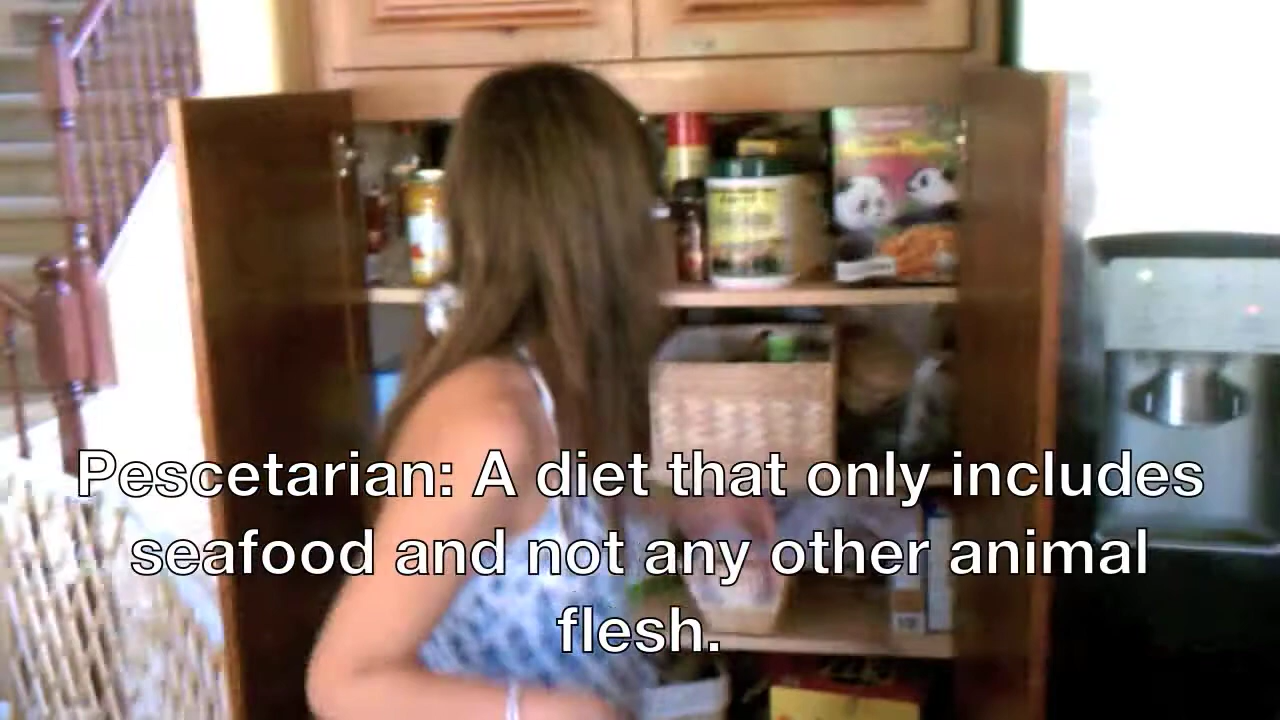 Pescetarian: A diet that only includes
seafood and not any other animal
flesh.